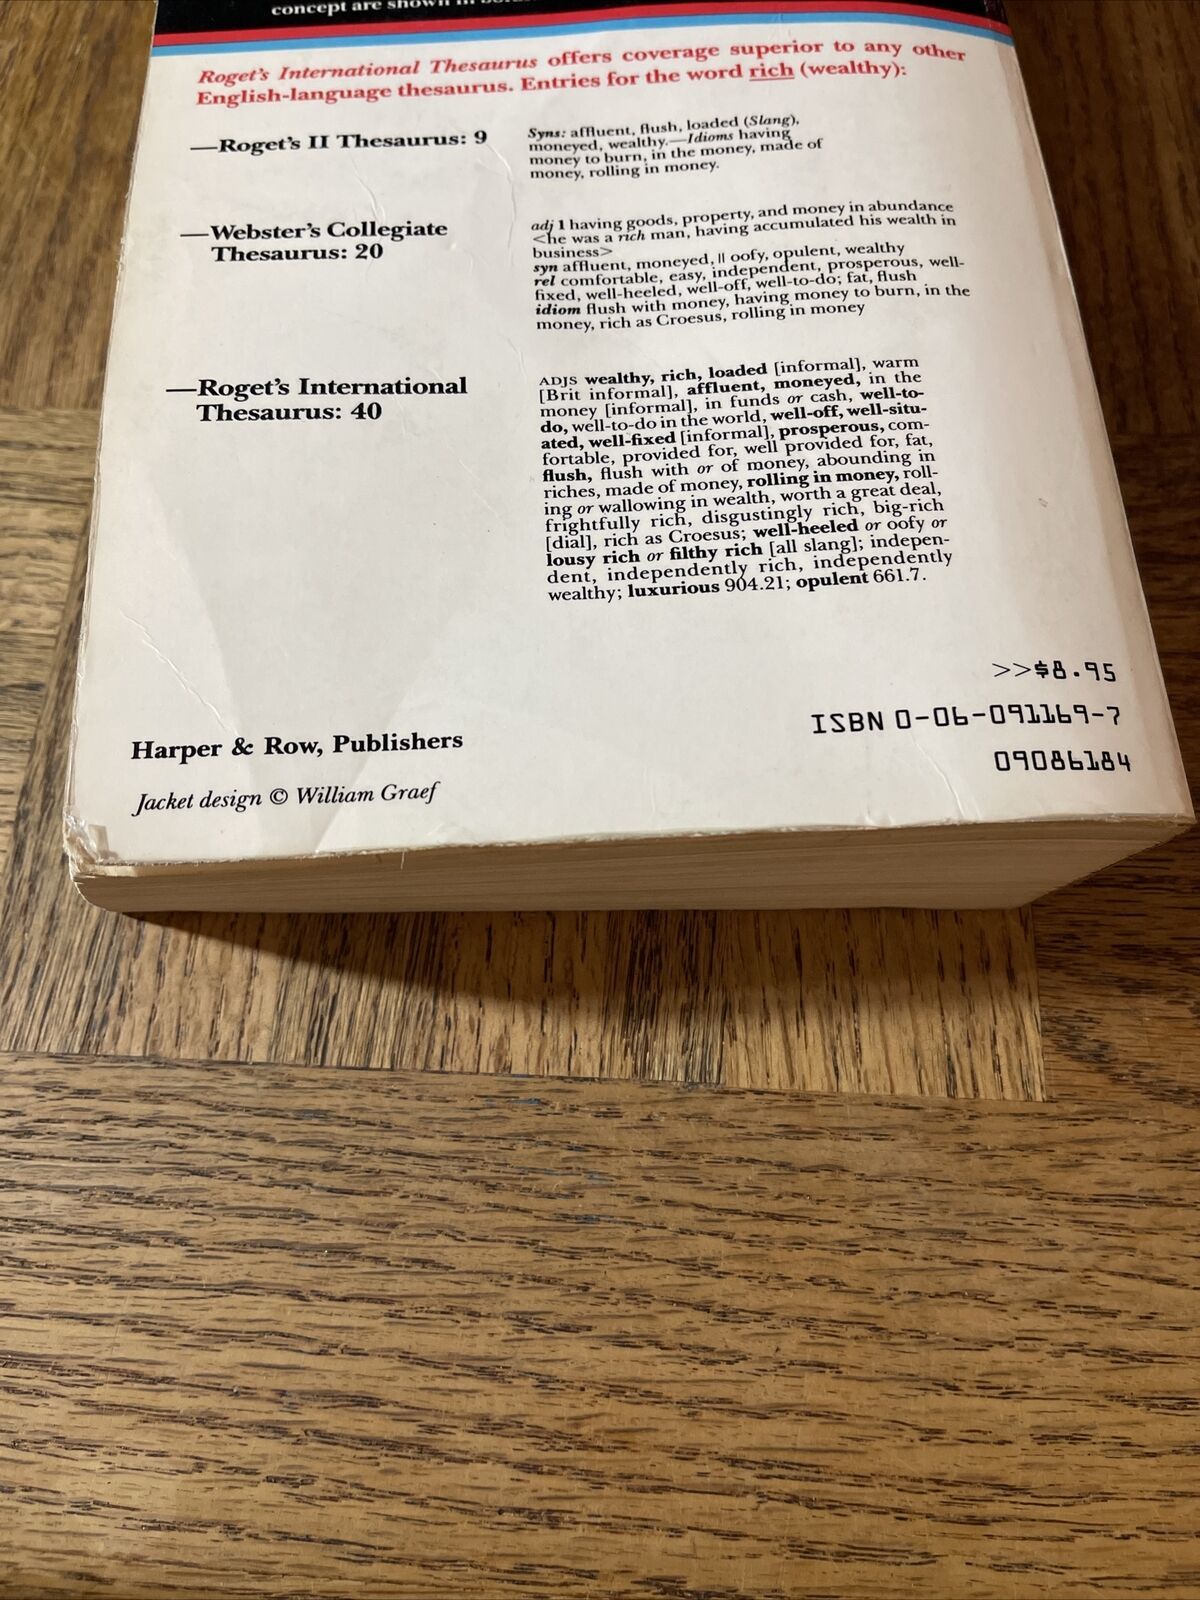 concept are shown in
Roget's International Thesaurus offers coverage superior to any other
English-language thesaurus. Entries for the word rich (wealthy):
—Roget's II Thesaurus: 9
Syns: affluent, flush, loaded (Slang),
moneyed, wealthy.—Idioms having
money to burn, in the money, made of
money, rolling in money.
—Webster's Collegiate
Thesaurus: 20
adj 1 having goods, property, and money in abundance
<he was a rich man, having accumulated his wealth in
business>
syn affluent, moneyed, || oofy, opulent, wealthy
rel comfortable, easy, independent, prosperous, well-
fixed, well-heeled, well-off, well-to-do; fat, flush
idiom flush with money, having money to burn, in the
money, rich as Croesus, rolling in money
—Roget's International
Thesaurus: 40
ADJS wealthy, rich, loaded [informal], warm
[Brit informal], affluent, moneyed, in the
money [informal], in funds or cash, well-to-
do, well-to-do in the world, well-off, well-situ-
ated, well-fixed [informal], prosperous, com-
fortable, provided for, well provided for, fat,
flush, flush with or of money, abounding in
riches, made of money, rolling in money, roll-
ing or wallowing in wealth, worth a great deal,
frightfully rich, disgustingly rich, big-rich
[dial], rich as Croesus; well-heeled or oofy or
lousy rich or filthy rich [all slang]; indepen-
dent, independently rich, independently
wealthy; luxurious 904.21; opulent 661.7.
>>$8.95
ISBN 0-06-091169-7
09086184
Harper & Row, Publishers
Jacket design © William Graef